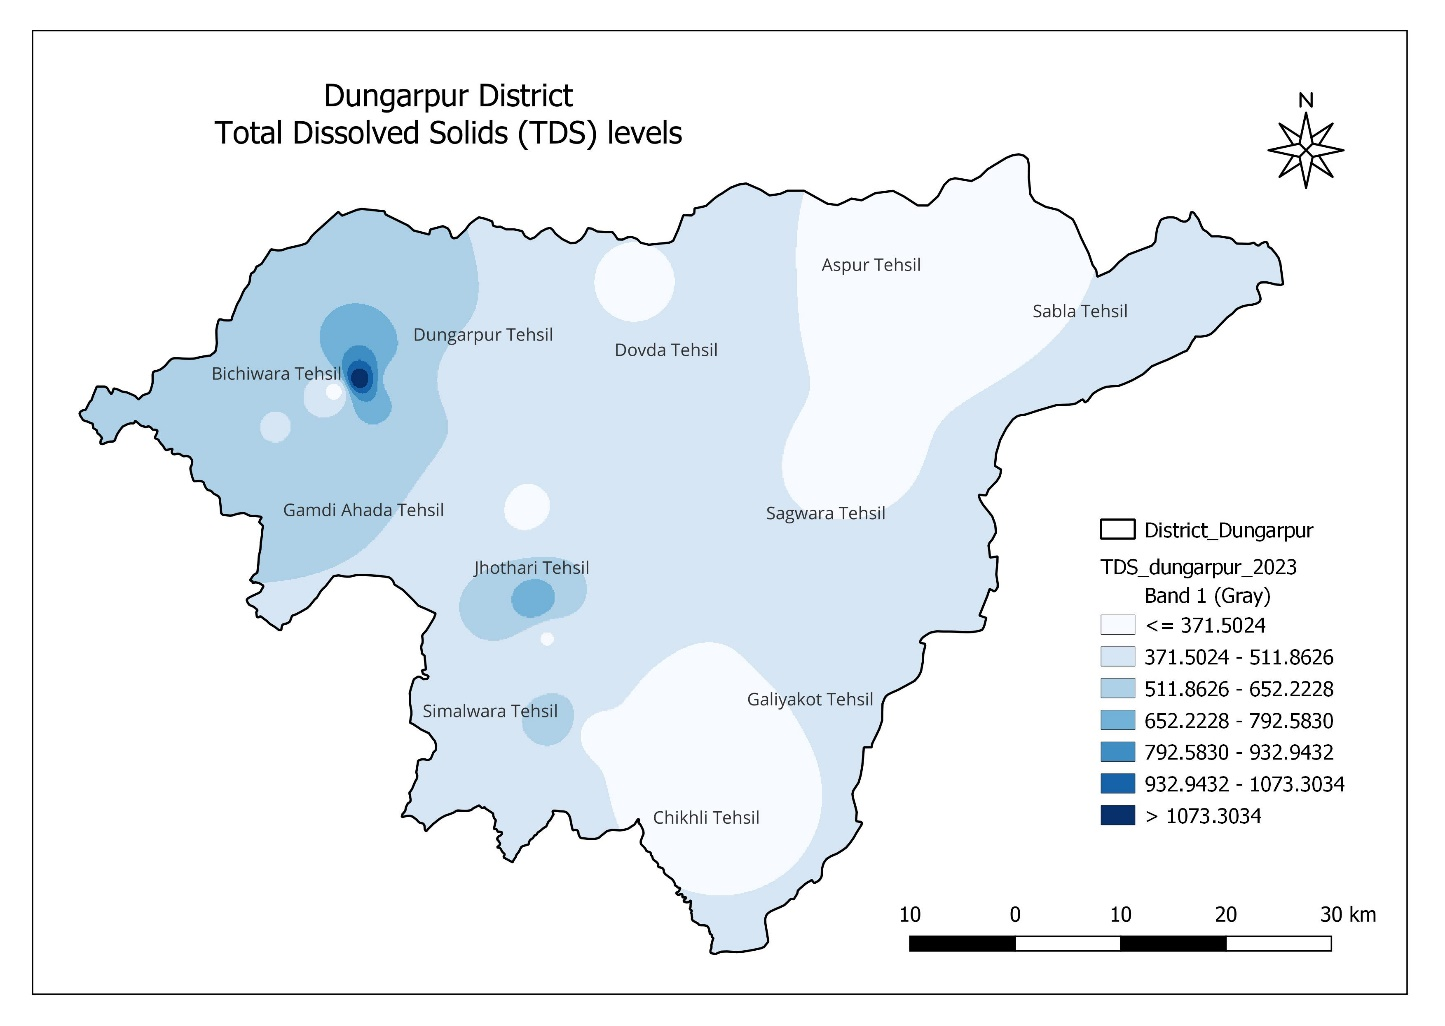 Dungarpur District
Total Dissolved Solids (TDS) levels
N
Aspur Tehsil
Sabla Tehsil
Dungarpur Tehsil
Dovda Tehsil
Bichiwara Tehsil
Gamdi Ahada Tehsil
Sagwara Tehsil
Jhothari Tehsil
Galiyakot Tehsil
Simalwara Tehsil
Chikhli Tehsil
District_Dungarpur
TDS_dungarpur_2023
Band 1 (Gray)
<= 371.5024
371.5024 - 511.8626
511.8626 - 652.2228
652.2228 - 792.5830
792.5830 - 932.9432
932.9432 - 1073.3034
> 1073.3034
10 0 10 20 30 km